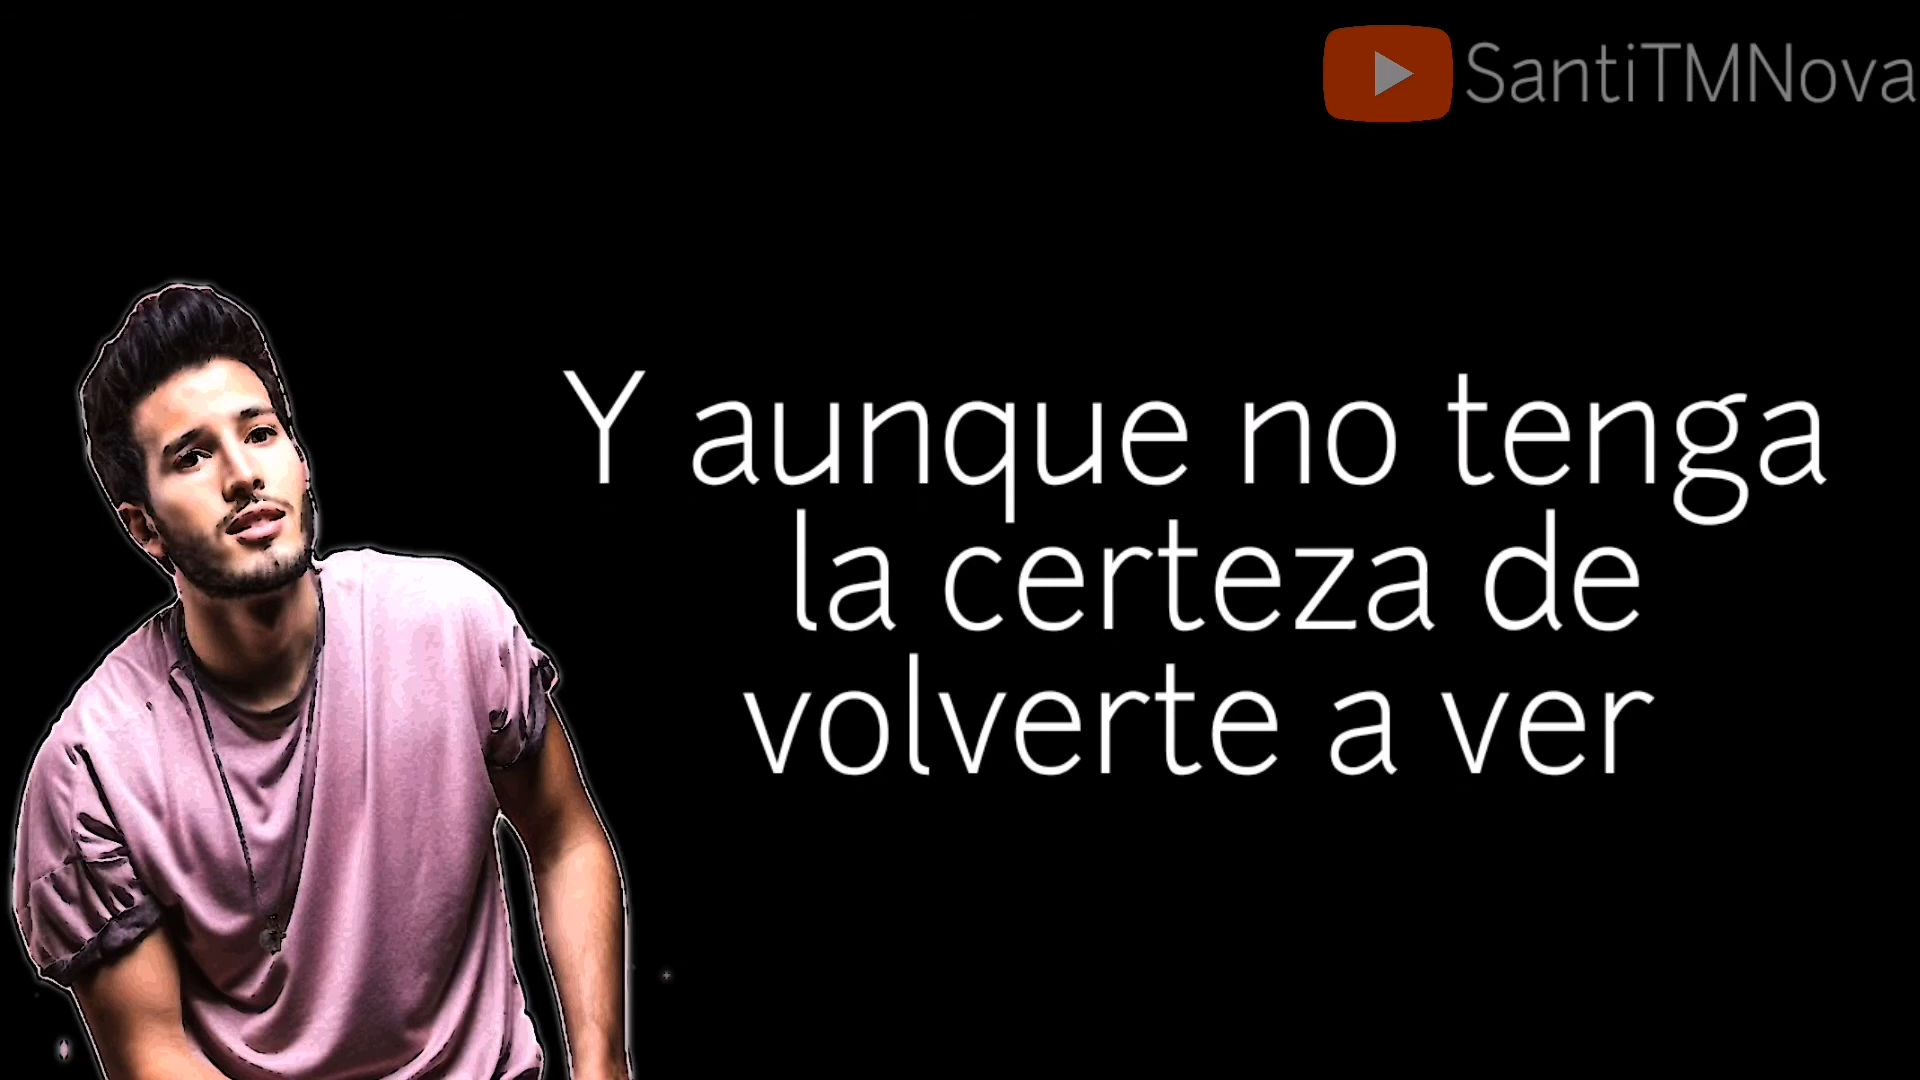 SantiTMNova
Y aunque no tenga
la certeza de
volverte a ver